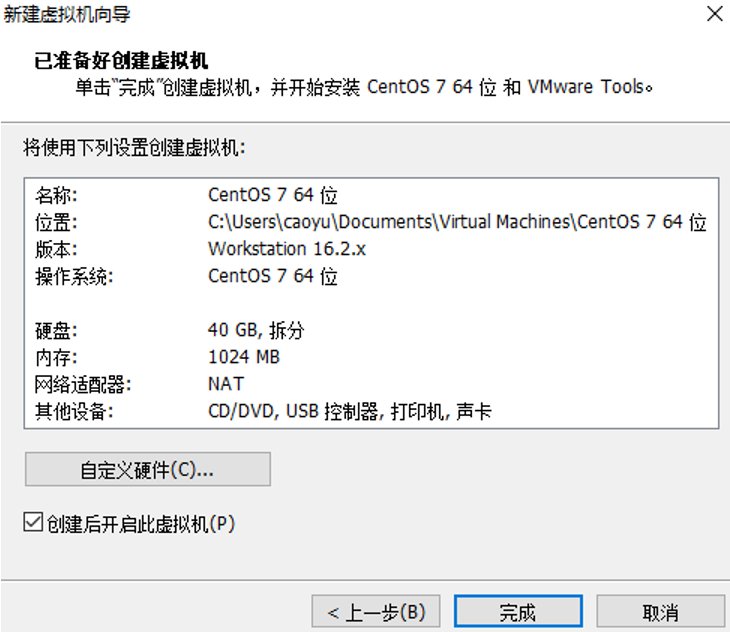 新建虚拟机向导
已准备好创建虚拟机
单击"完成"创建虚拟机，并开始安装 CentOS 7 64 位 和 VMware Tools。
将使用下列设置创建虚拟机:
名称: CentOS 7 64 位
位置: C:\Users\caoyu\Documents\Virtual Machines\CentOS 7 64 位
版本: Workstation 16.2.x
操作系统: CentOS 7 64 位
硬盘: 40 GB, 拆分
内存: 1024 MB
网络适配器: NAT
其他设备: CD/DVD, USB 控制器, 打印机, 声卡
自定义硬件(C)...
创建后开启此虚拟机(P)
< 上一步(B) 完成 取消